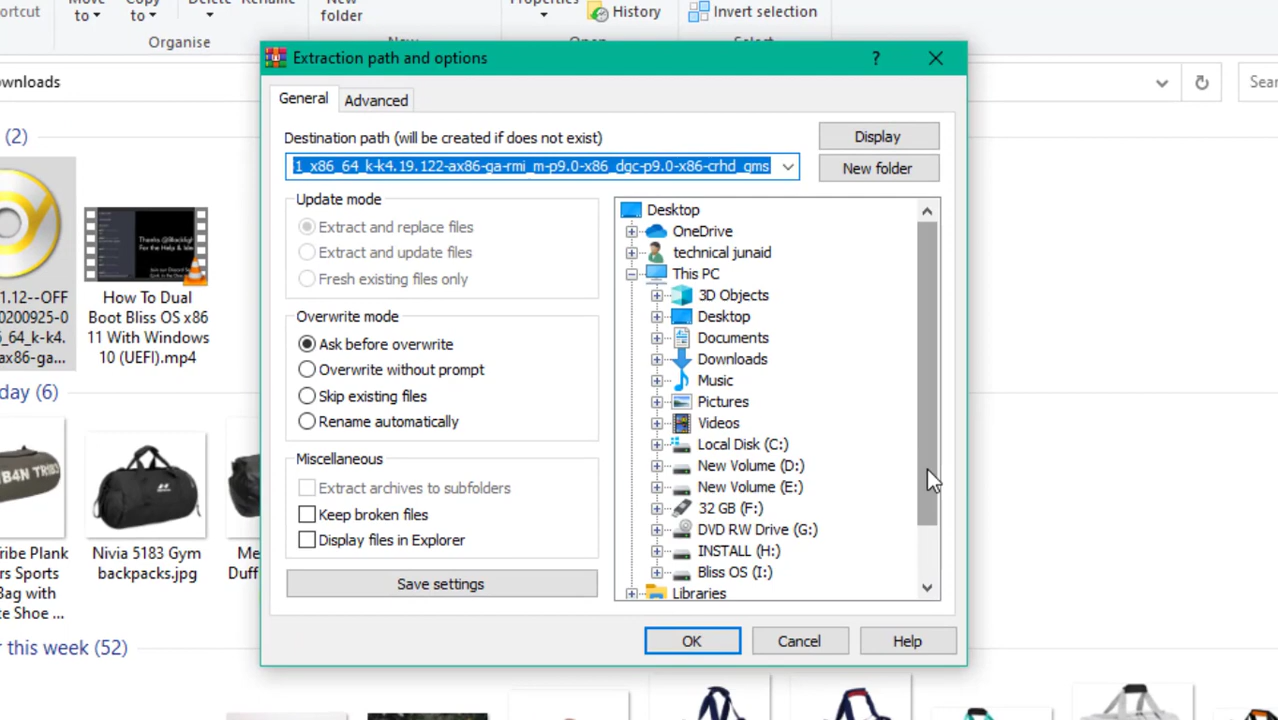 ortcut
Move
to
Copy
to
Delete
Rename
New
folder
Properties
History
Invert selection
Organise
New
Open
Select
ownloads
Sear
(2)
Extraction path and options
?
General
Advanced
Destination path (will be created if does not exist)
Display
1_x86_64_k-k4.19.122-ax86-ga-rmi_m-p9.0-x86_dgc-p9.0-x86-crhd_gms
New folder
Update mode
Extract and replace files
Extract and update files
Fresh existing files only
Overwrite mode
Ask before overwrite
Overwrite without prompt
Skip existing files
Rename automatically
Miscellaneous
Extract archives to subfolders
Keep broken files
Display files in Explorer
Save settings
Desktop
OneDrive
technical junaid
This PC
3D Objects
Desktop
Documents
Downloads
Music
Pictures
Videos
Local Disk (C:)
New Volume (D:)
New Volume (E:)
32 GB (F:)
DVD RW Drive (G:)
INSTALL (H:)
Bliss OS (I:)
Libraries
OK
Cancel
Help
1.12--OFF
0200925-0
_64_k-k4.
ax86-ga...
How To Dual
Boot Bliss OS x86
11 With Windows
10 (UEFI).mp4
day (6)
Tribe Plank
rs Sports
Bag with
te Shoe ...
Nivia 5183 Gym
backpacks.jpg
Me
Duff
r this week (52)